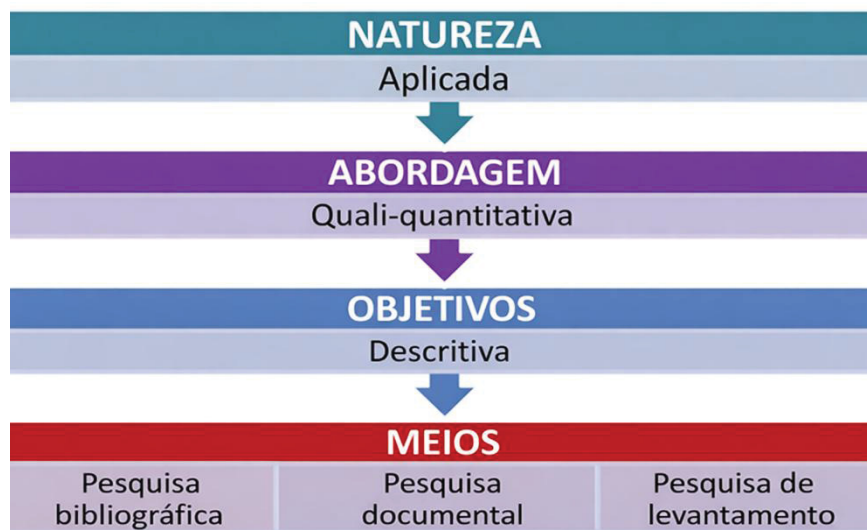 NATUREZA
Aplicada
ABORDAGEM
Quali-quantitativa
OBJETIVOS
Descritiva
MEIOS
Pesquisa bibliográfica
Pesquisa documental
Pesquisa de levantamento